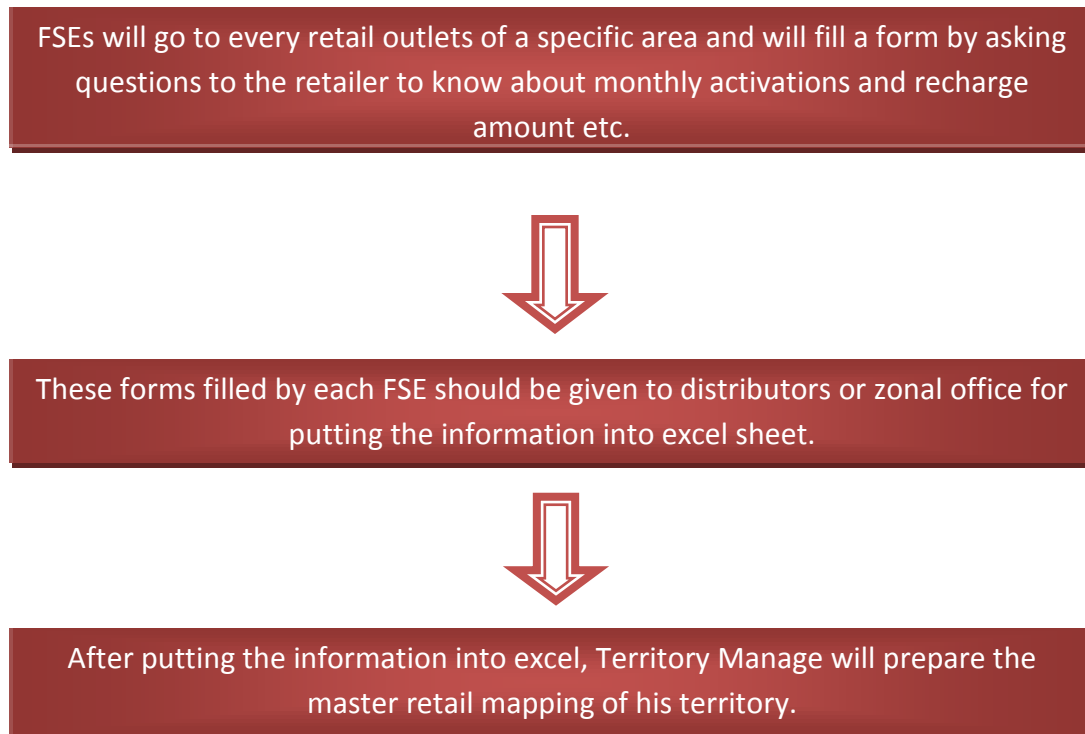 FSEs will go to every retail outlets of a specific area and will fill a form by asking
questions to the retailer to know about monthly activations and recharge
amount etc.
These forms filled by each FSE should be given to distributors or zonal office for
putting the information into excel sheet.
After putting the information into excel, Territory Manage will prepare the
master retail mapping of his territory.